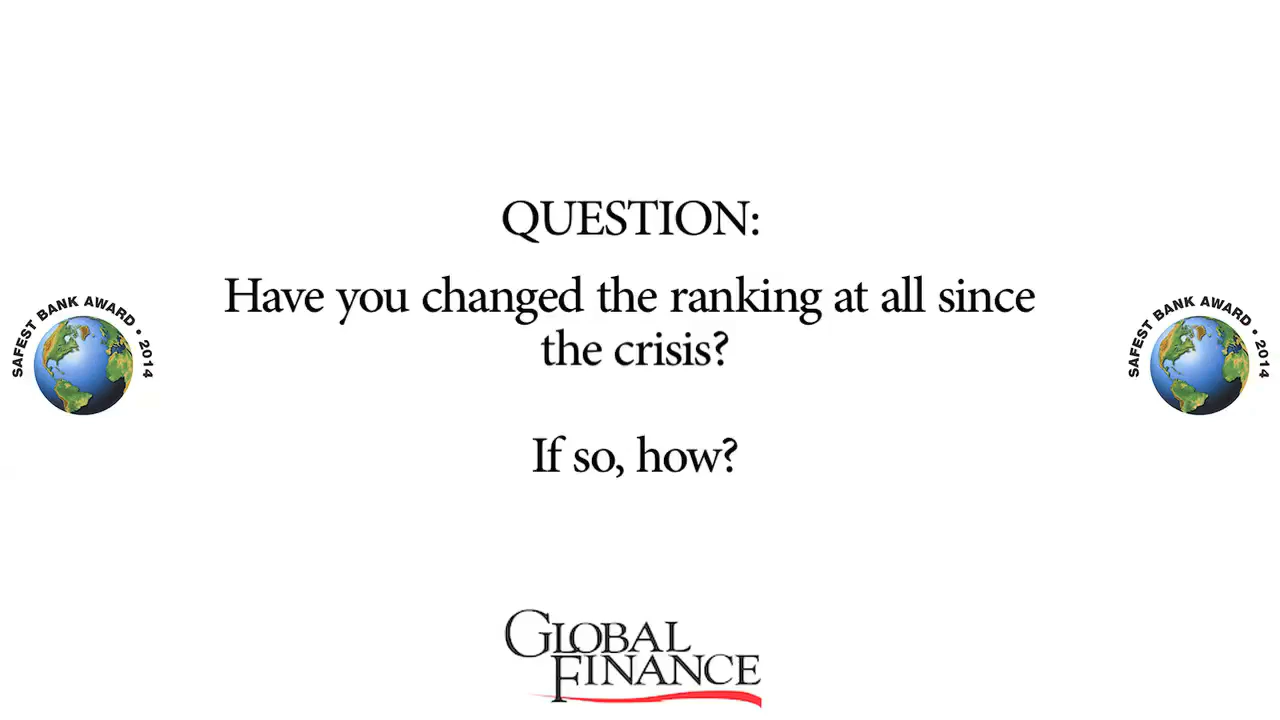 QUESTION:
Have you changed the ranking at all since
the crisis?
SAFEST BANK AWARD • 2014
SAFEST BANK AWARD • 2014
If so, how?
GLOBAL
FINANCE